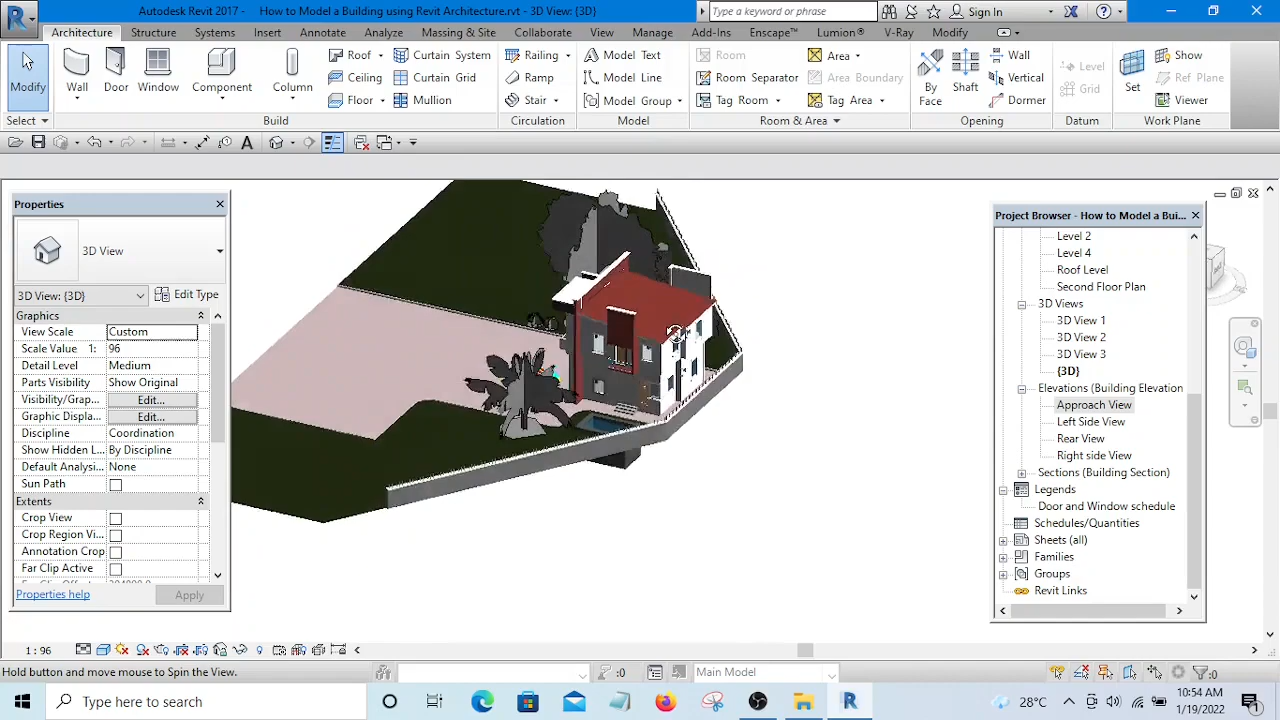 Autodesk Revit 2017 - How to Model a Building using Revit Architecture.rvt - 3D View: {3D}
Type a keyword or phrase
Sign In
Architecture Structure Systems Insert Annotate Analyze Massing & Site Collaborate View Manage Add-Ins Enscape™ Lumion® V-Ray Modify
Modify
Wall
Door
Window
Component
Column
Roof
Ceiling
Floor
Curtain System
Curtain Grid
Mullion
Railing
Ramp
Stair
Model Text
Model Line
Model Group
Room
Room Separator
Tag Room
Area
Area Boundary
Tag Area
By Face
Shaft
Wall
Vertical
Dormer
Level
Grid
Set
Show
Ref Plane
Viewer
Select
Build
Circulation
Model
Room & Area
Opening
Datum
Work Plane
Properties
3D View
3D View: {3D}
Edit Type
Graphics
View Scale Custom
Scale Value 1: 96
Detail Level Medium
Parts Visibility Show Original
Visibility/Grap... Edit...
Graphic Displa... Edit...
Discipline Coordination
Show Hidden L... By Discipline
Default Analysi... None
Sun Path
Extents
Crop View
Crop Region Vi...
Annotation Crop
Far Clip Active
Properties help
Apply
Project Browser - How to Model a Bui...
Level 2
Level 4
Roof Level
Second Floor Plan
3D Views
3D View 1
3D View 2
3D View 3
{3D}
Elevations (Building Elevation
Approach View
Left Side View
Rear View
Right side View
Sections (Building Section)
Legends
Door and Window schedule
Schedules/Quantities
Sheets (all)
Families
Groups
Revit Links
1 : 96
Hold button and move mouse to Spin the View.
:0
Main Model
:0
Type here to search
28°C
10:54 AM
1/19/2022